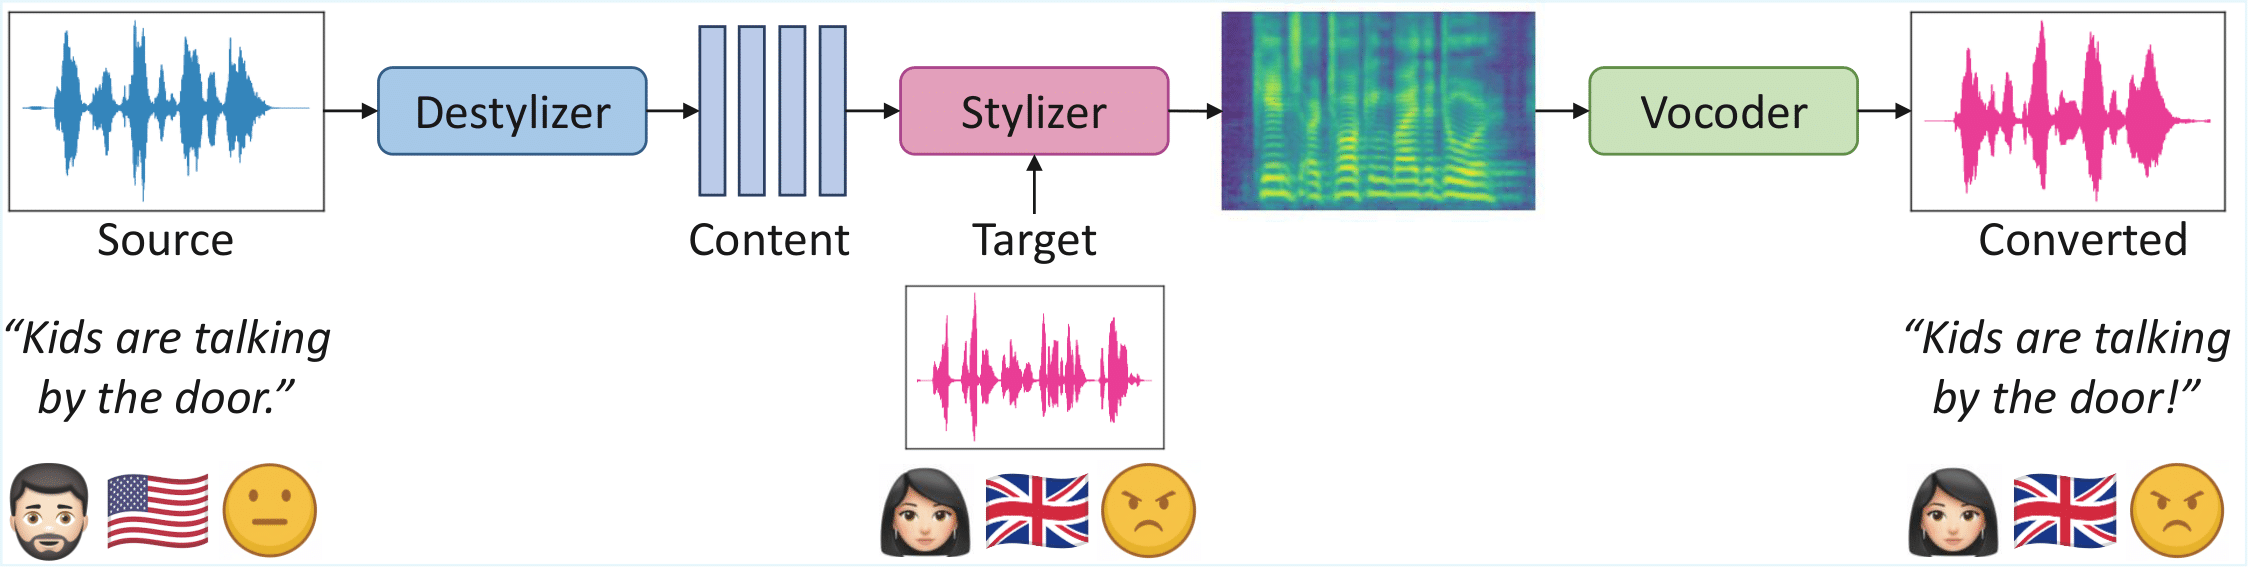 Destylizer
Stylizer
Vocoder
Source
Content
Target
Converted
“Kids are talking
by the door.”
“Kids are talking
by the door!”